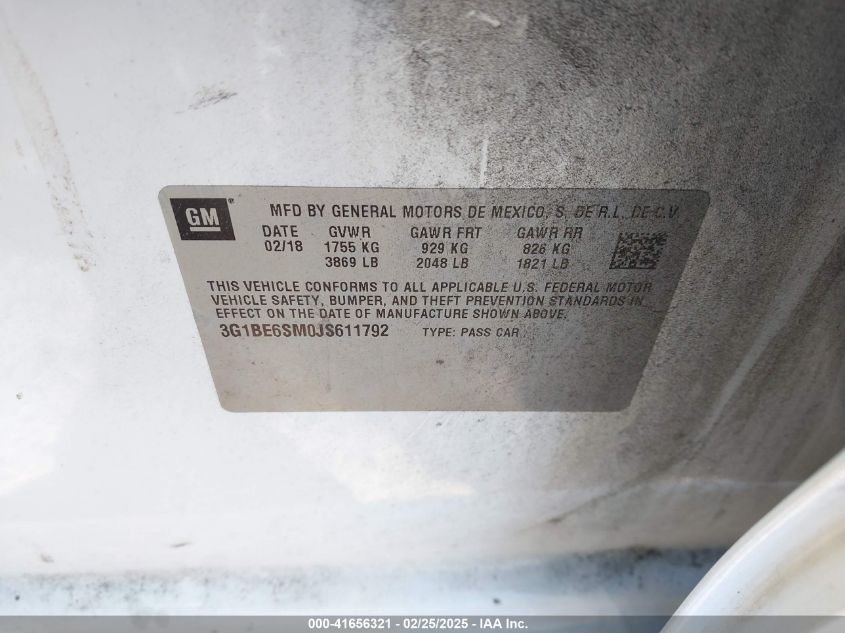 GM®
MFD BY GENERAL MOTORS DE MEXICO, S. DE R.L. DE C.V.
DATE GVWR GAWR FRT GAWR RR
02/18 1755 KG 929 KG 826 KG
3869 LB 2048 LB 1821 LB
THIS VEHICLE CONFORMS TO ALL APPLICABLE U.S. FEDERAL MOTOR
VEHICLE SAFETY, BUMPER, AND THEFT PREVENTION STANDARDS IN
EFFECT ON THE DATE OF MANUFACTURE SHOWN ABOVE.
3G1BE6SM0JS611792 TYPE: PASS CAR
000-41656321 - 02/25/2025 - IAA Inc.